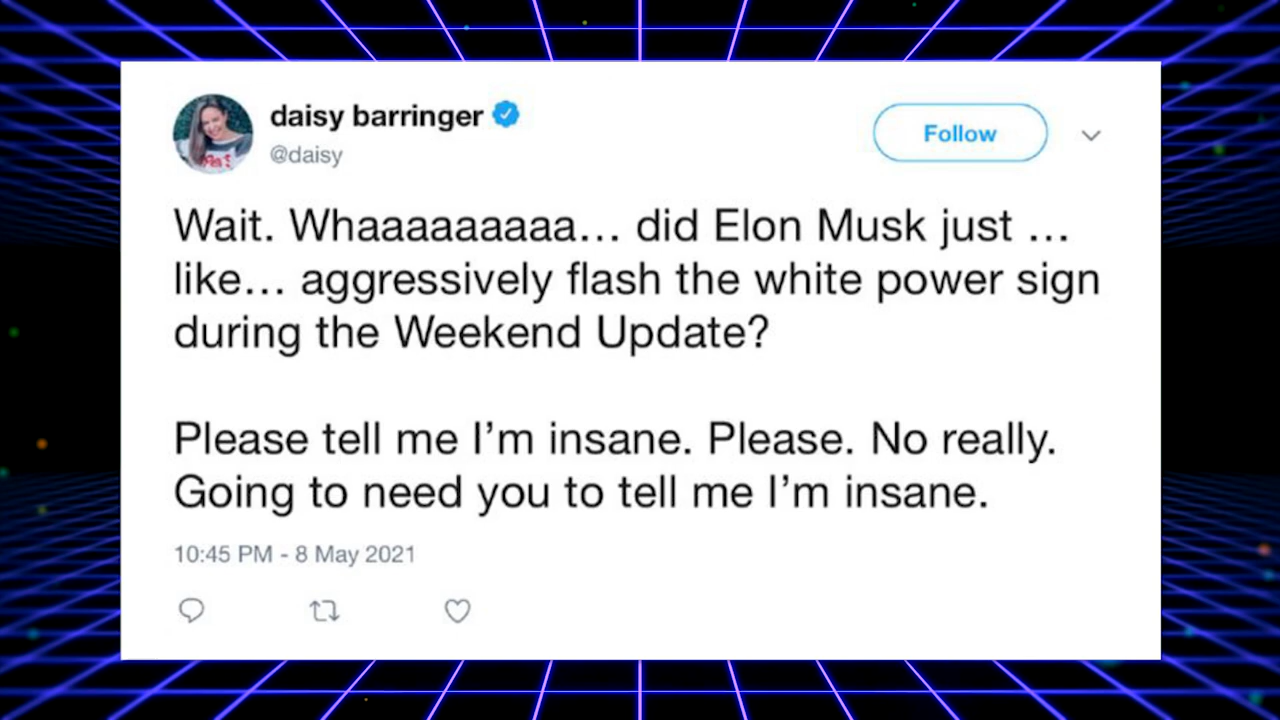 daisy barringer
@daisy
Follow
Wait. Whaaaaaaaaa... did Elon Musk just ...
like... aggressively flash the white power sign
during the Weekend Update?
Please tell me I'm insane. Please. No really.
Going to need you to tell me I'm insane.
10:45 PM - 8 May 2021